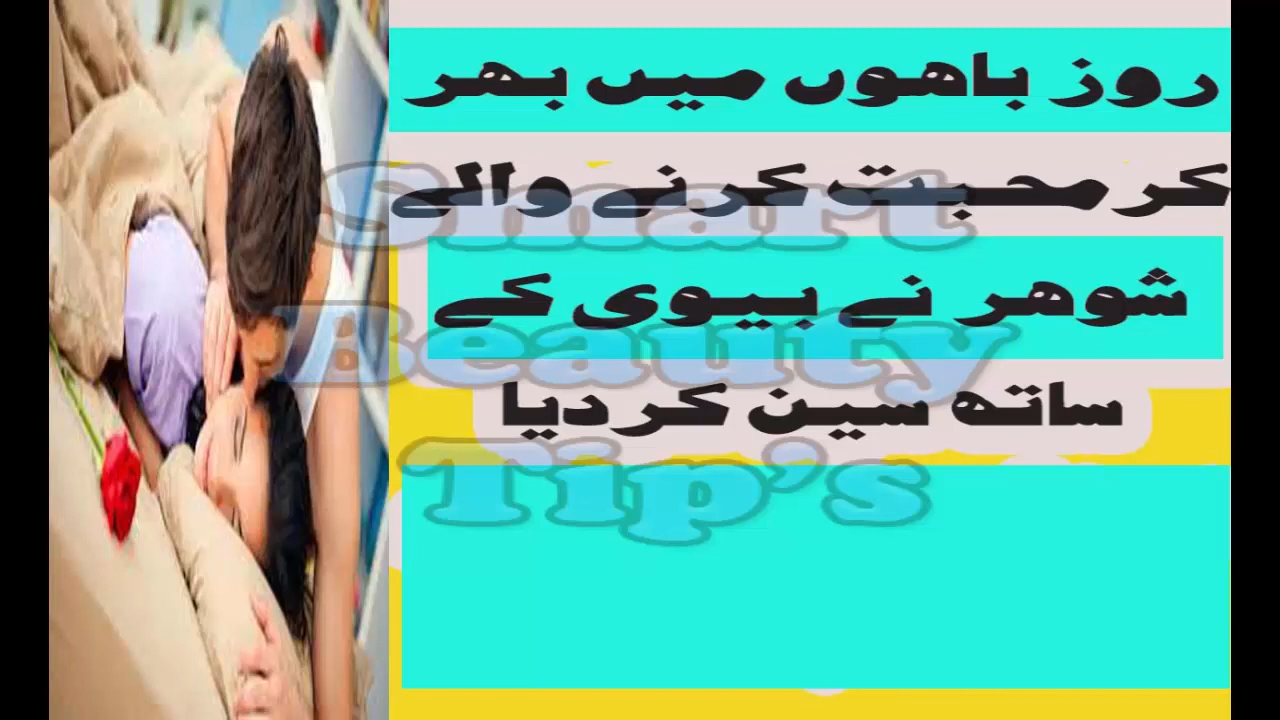 روز باھوں میں بھر
کر محبت کرنے والے
شوھر نے بیوی کے
ساتھ سین کر دیا
Smart
Beauty
Tip's